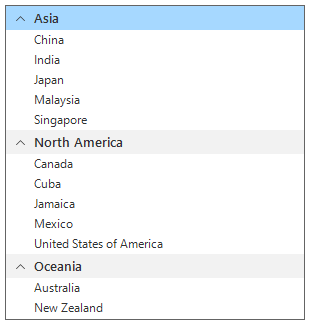 Asia
China
India
Japan
Malaysia
Singapore
North America
Canada
Cuba
Jamaica
Mexico
United States of America
Oceania
Australia
New Zealand